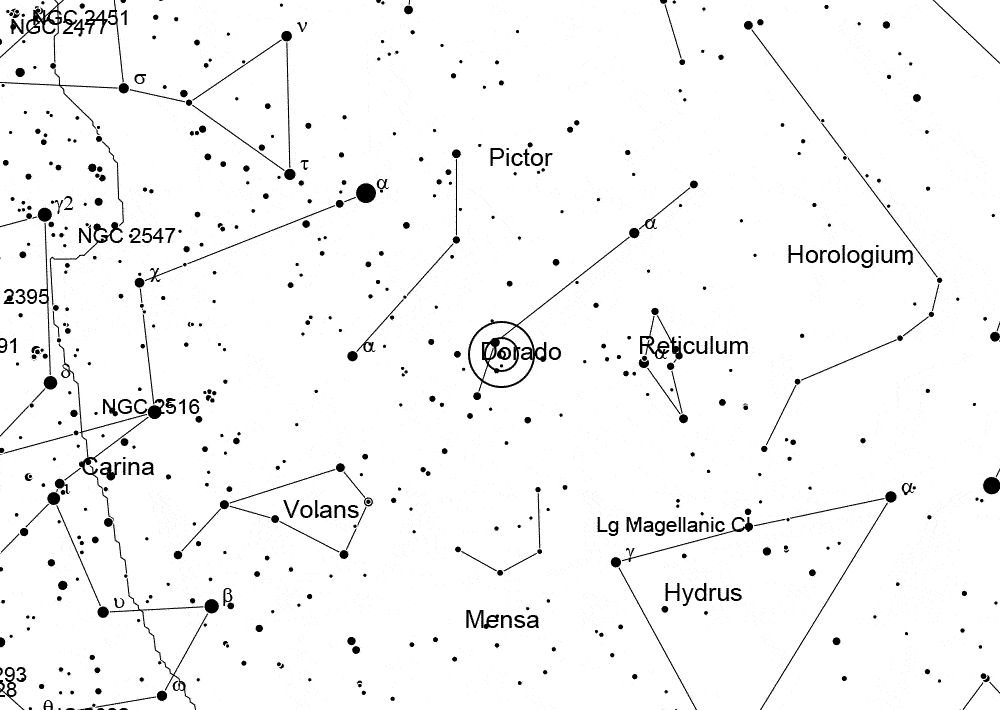 NGC 2451
NGC 2477
ν
σ
Pictor
τ
α
γ2
α
NGC 2547
Horologium
χ
2395
91
α
Dorado
Reticulum
α
δ
NGC 2516
Carina
ι
α
Volans
Lg Magellanic Cl
γ
Hydrus
β
υ
Mensa
293
28
ω
θ